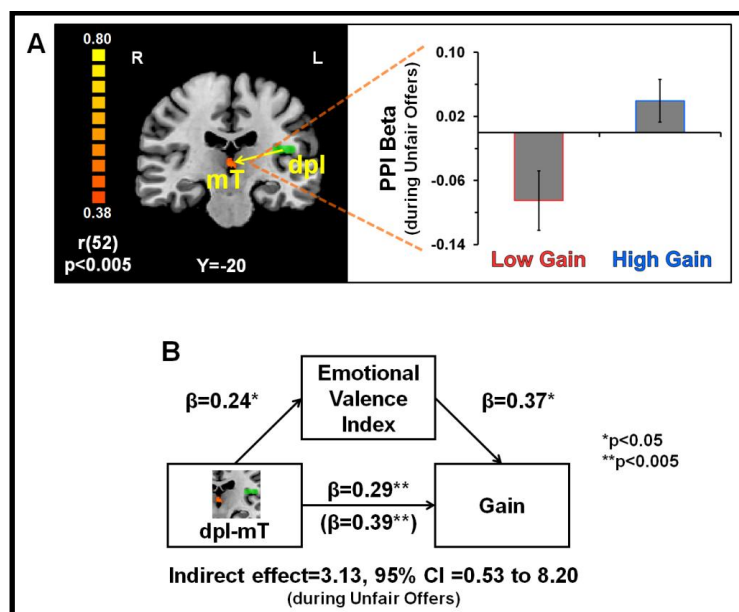 A
0.80
R
L
mT
dpI
0.38
r(52)
p<0.005
Y=-20
PPI Beta
(during Unfair Offers)
0.10
0.02
-0.06
-0.14
Low Gain
High Gain
B
Emotional
Valence
Index
β=0.24*
β=0.37*
*p<0.05
**p<0.005
dpI-mT
β=0.29**
(β=0.39**)
Gain
Indirect effect=3.13, 95% CI =0.53 to 8.20
(during Unfair Offers)